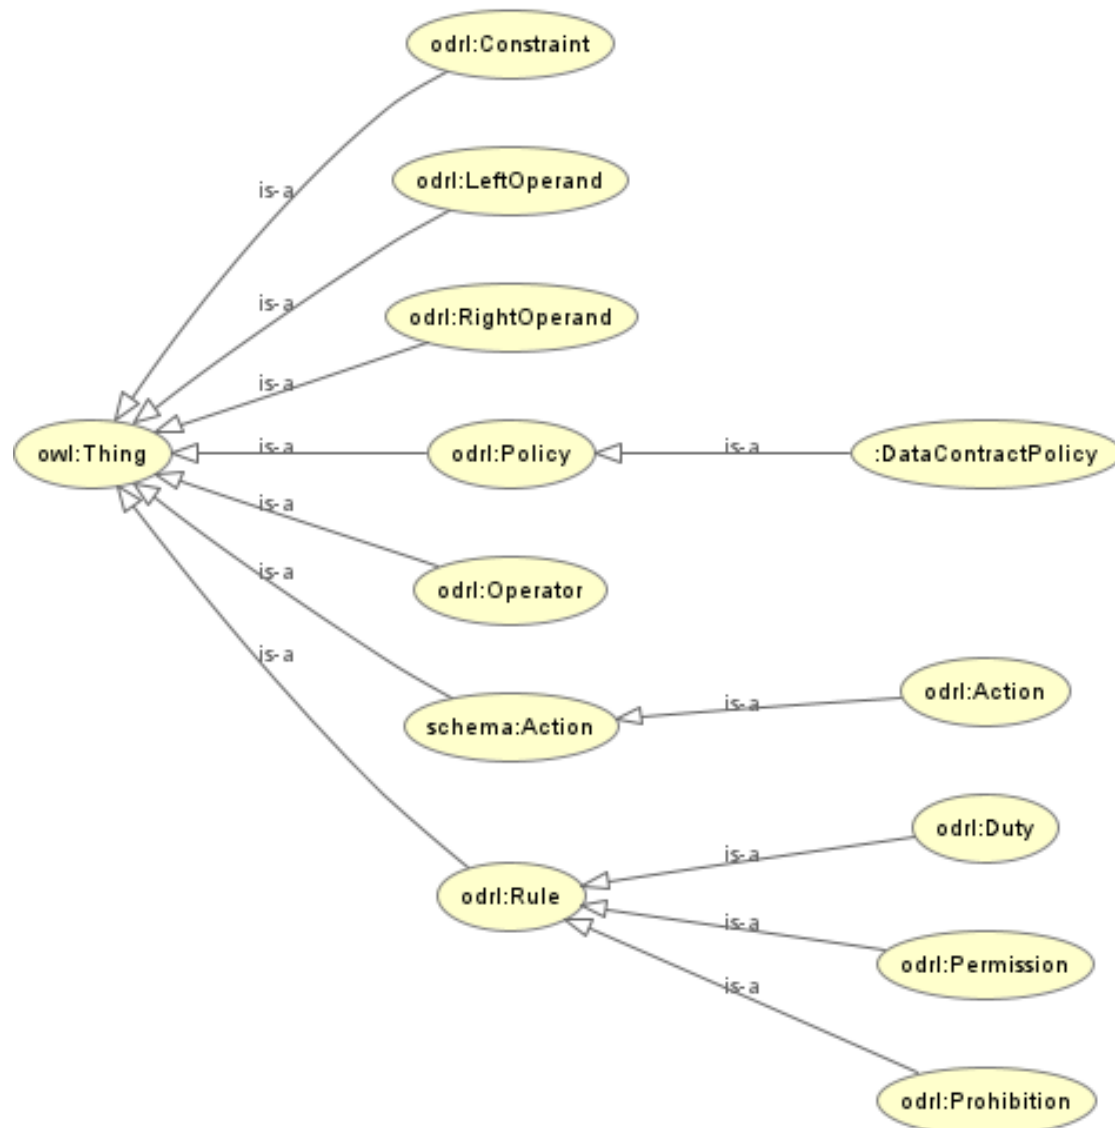 odrl:Constraint
is-a
odrl:LeftOperand
is-a
odrl:RightOperand
is-a
owl:Thing
is-a
odrl:Policy
is-a
:DataContractPolicy
is-a
odrl:Operator
is-a
schema:Action
is-a
odrl:Action
is-a
odrl:Rule
is-a
odrl:Duty
is-a
odrl:Permission
is-a
odrl:Prohibition